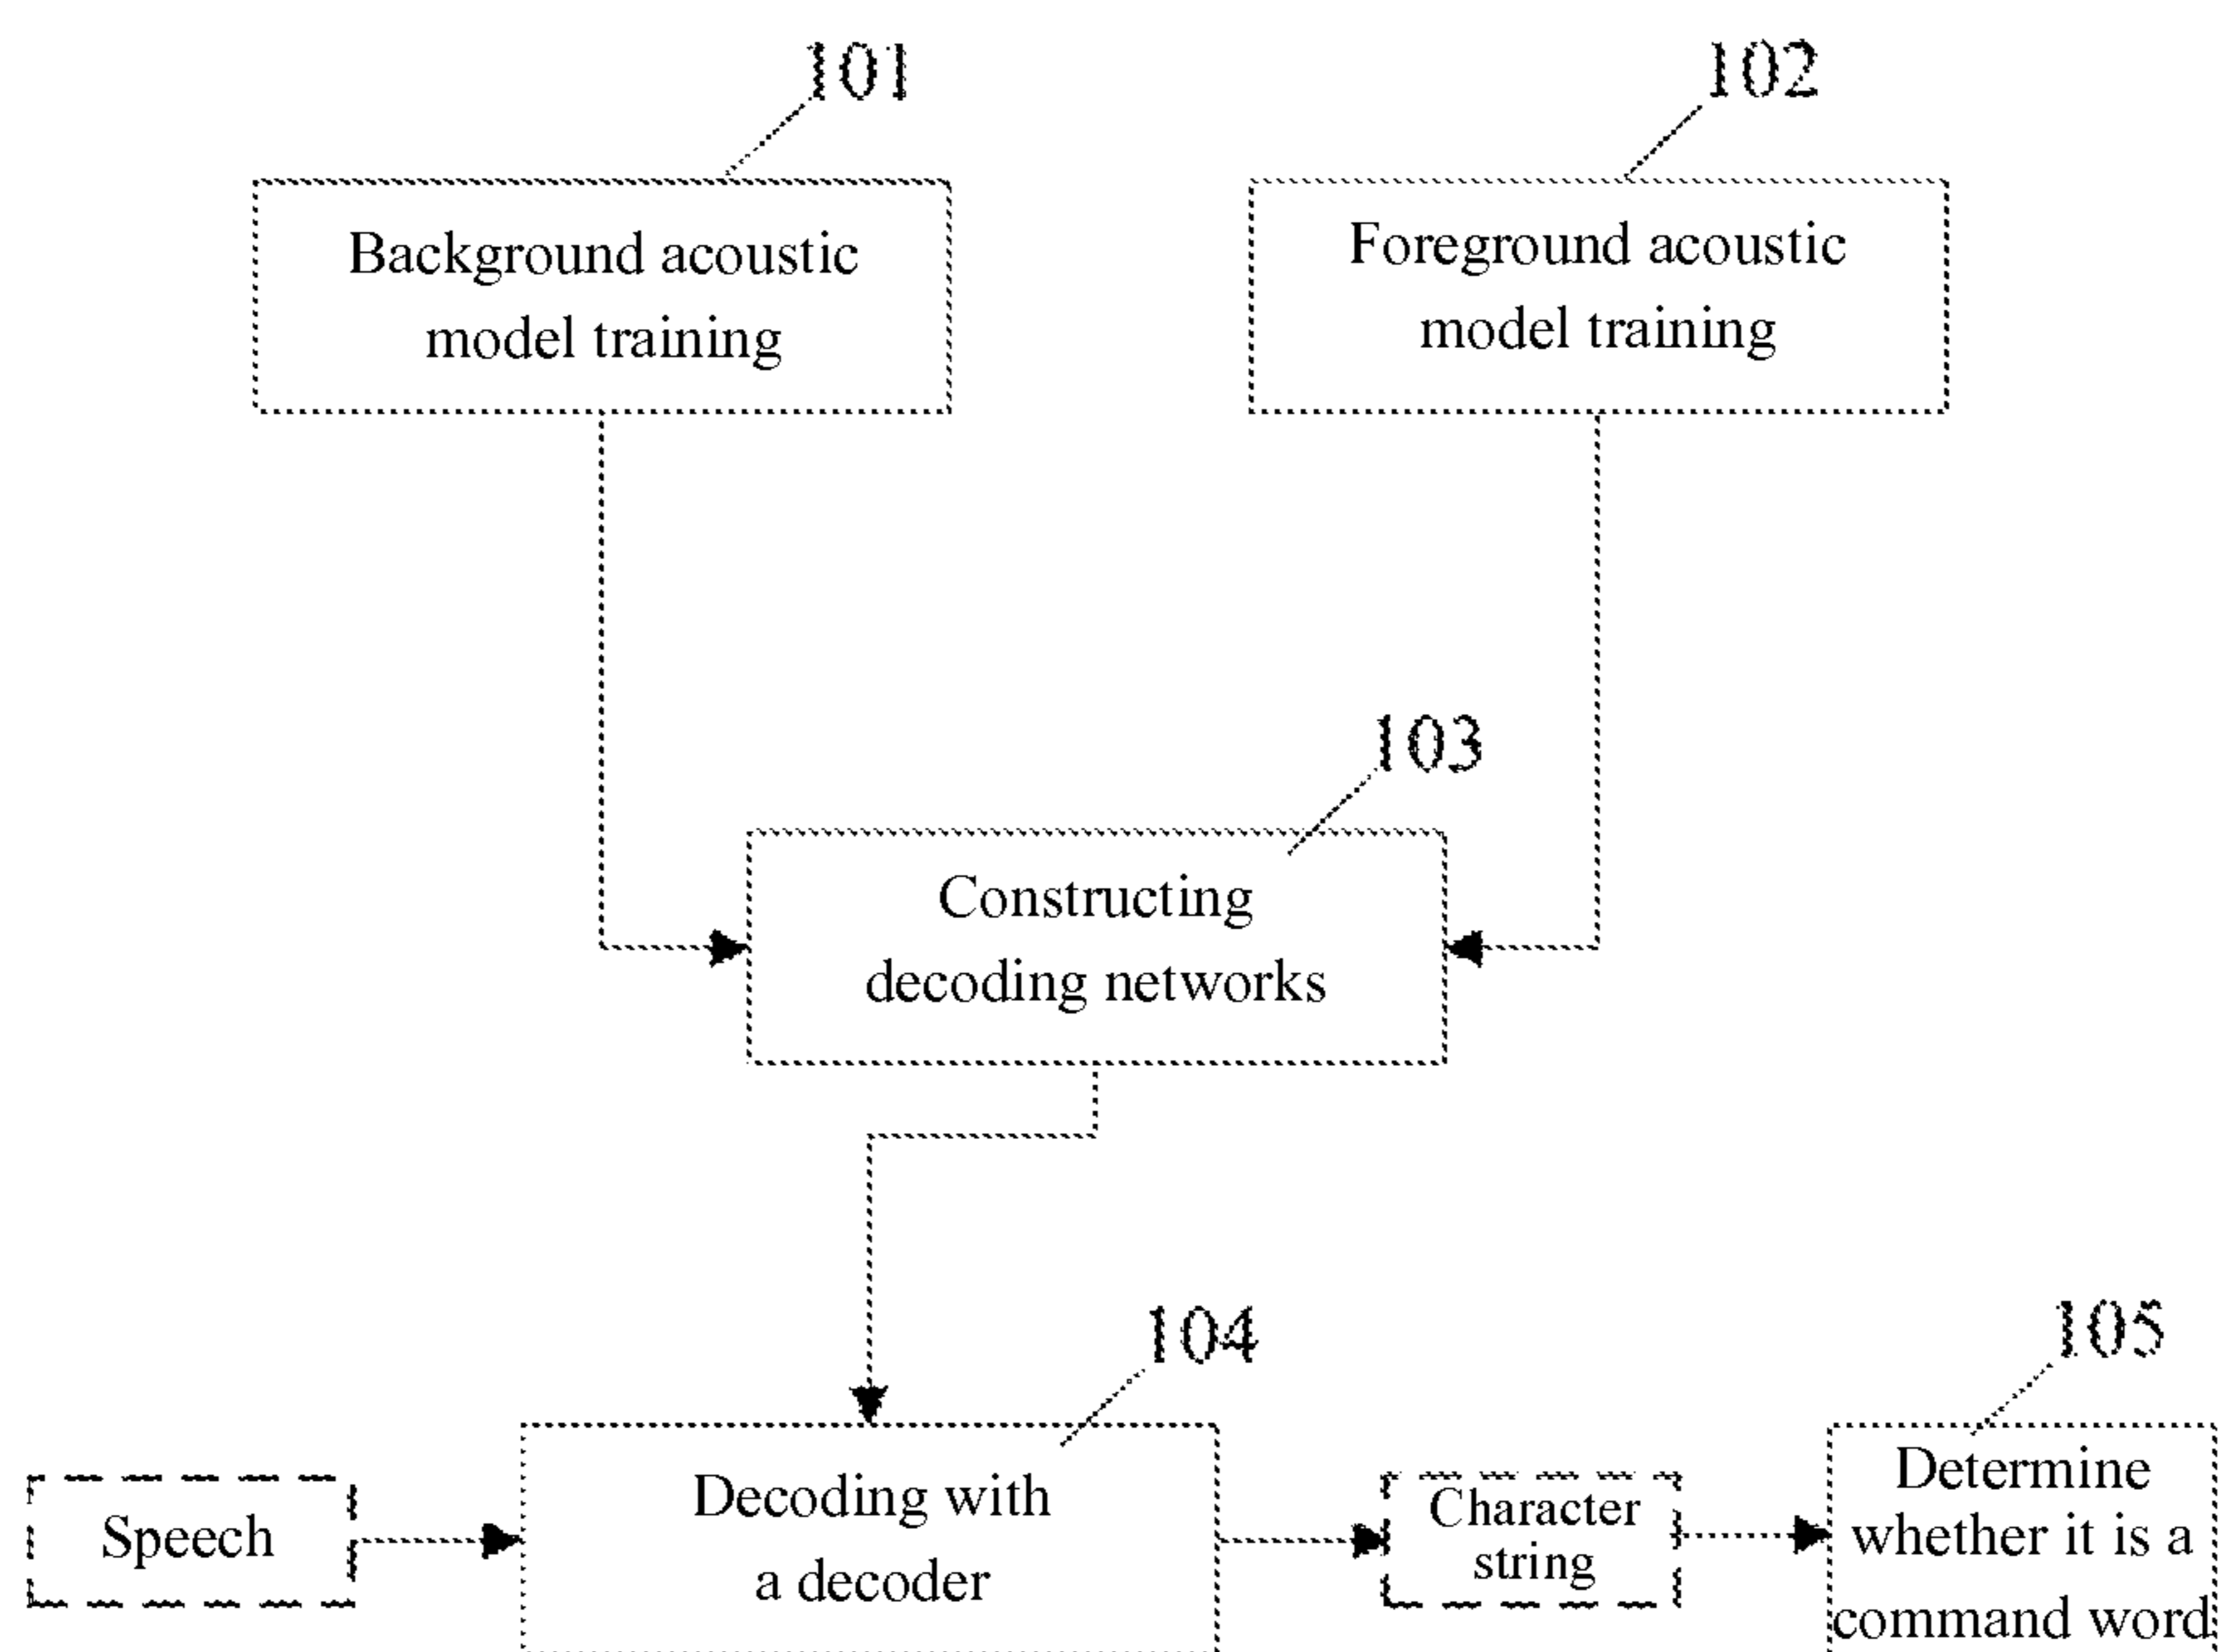 101
102
Background acoustic
model training
Foreground acoustic
model training
103
Constructing
decoding networks
104
105
Speech
Decoding with
a decoder
Character
string
Determine
whether it is a
command word